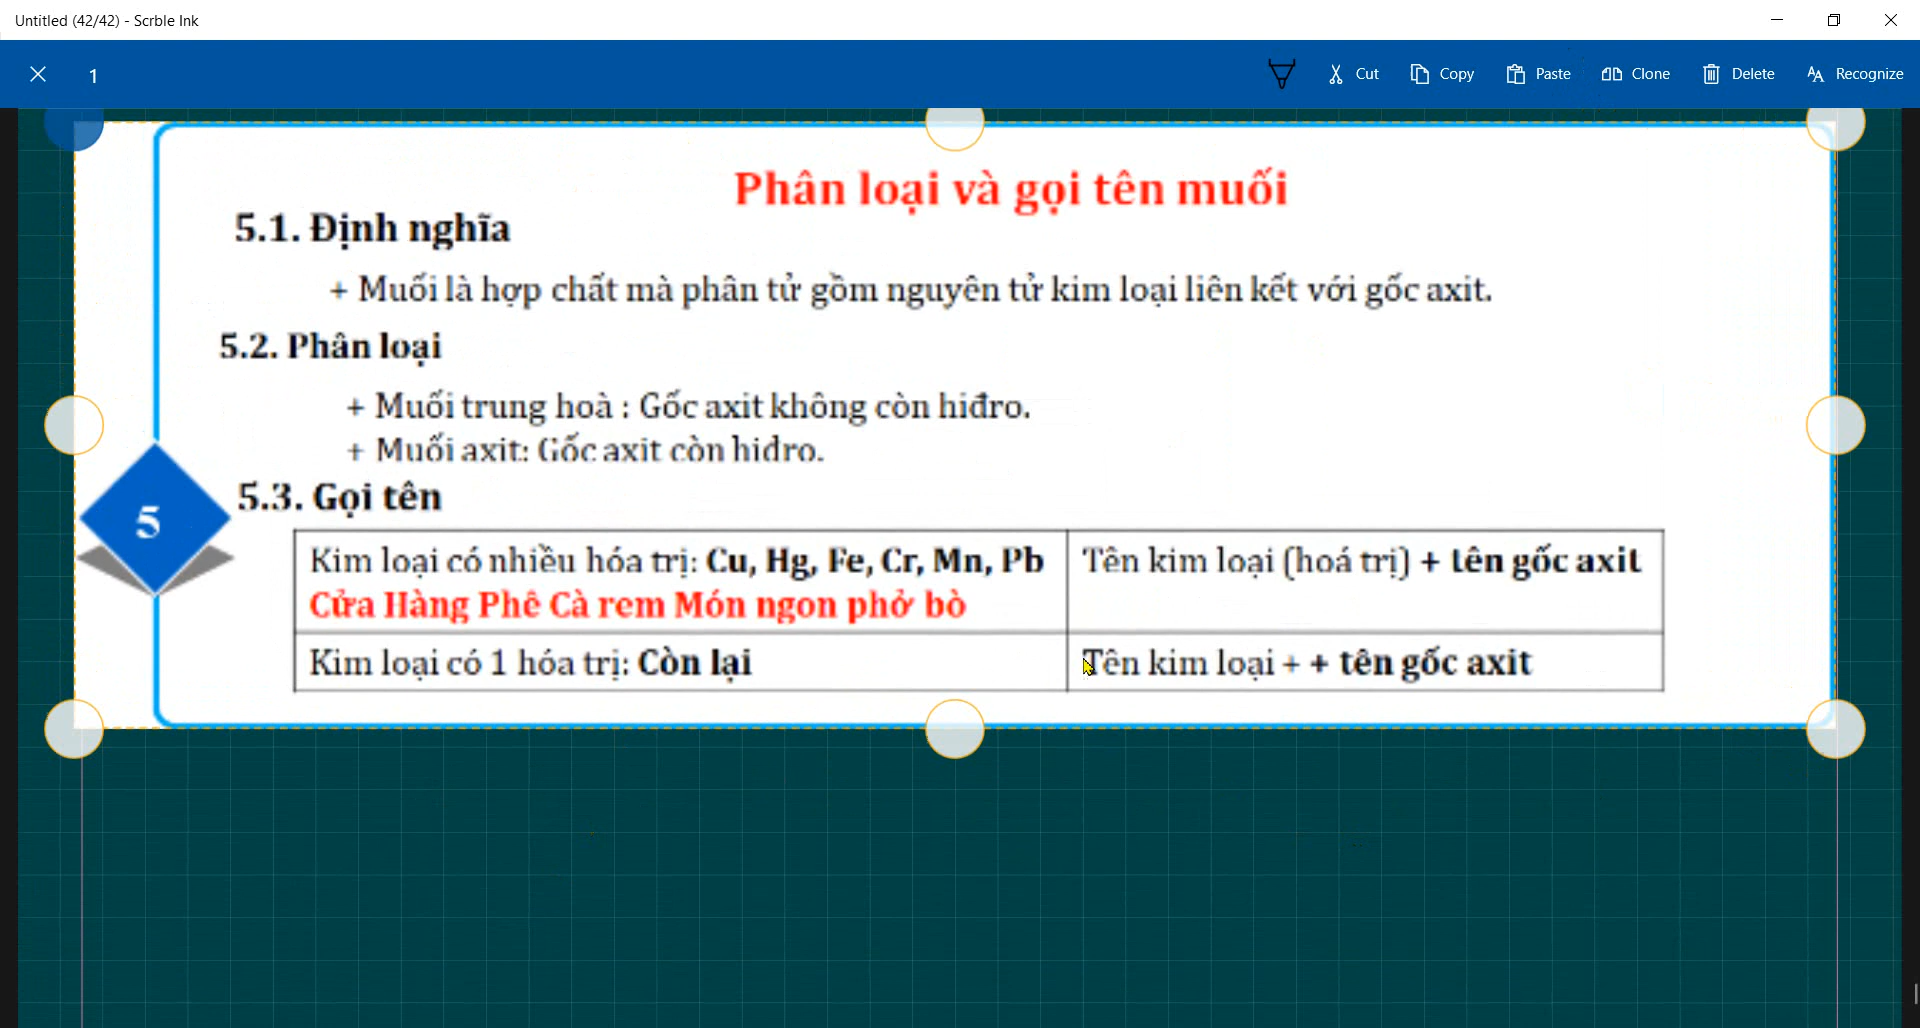 Untitled (42/42) - Scrble Ink
1
Cut
Copy
Paste
Clone
Delete
Recognize
Phân loại và gọi tên muối
5.1. Định nghĩa
+ Muối là hợp chất mà phân tử gồm nguyên tử kim loại liên kết với gốc axit.
5.2. Phân loại
+ Muối trung hoà : Gốc axit không còn hiđro.
+ Muối axit: Gốc axit còn hiđro.
5
5.3. Gọi tên
Kim loại có nhiều hóa trị: Cu, Hg, Fe, Cr, Mn, Pb
Cửa Hàng Phê Cà rem Món ngon phở bò
Tên kim loại (hoá trị) + tên gốc axit
Kim loại có 1 hóa trị: Còn lại
Tên kim loại + + tên gốc axit